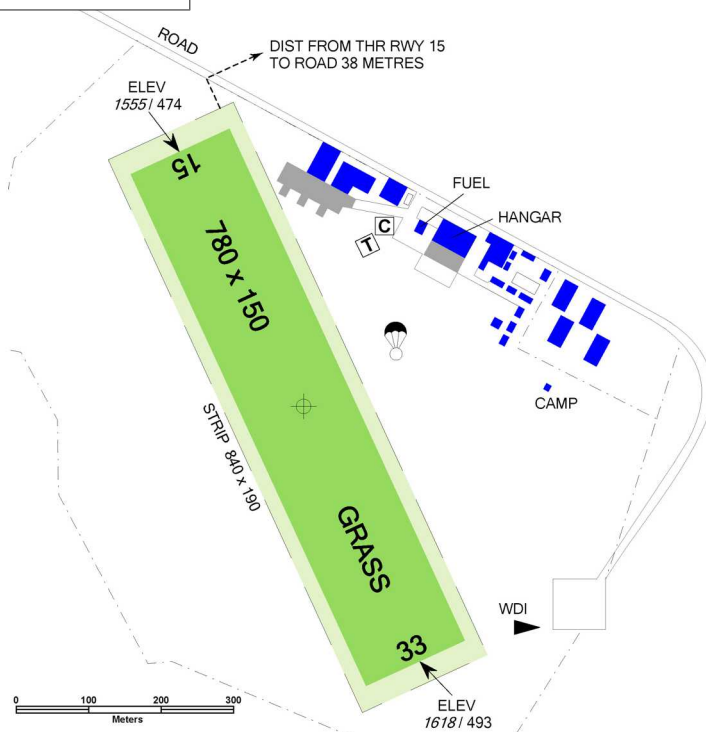 ROAD
DIST FROM THR RWY 15
TO ROAD 38 METRES
ELEV
1555 / 474
15
FUEL
HANGAR
C
T
780 x 150
CAMP
STRIP 840 x 190
GRASS
WDI
33
ELEV
1618 / 493
0 100 200 300
Meters